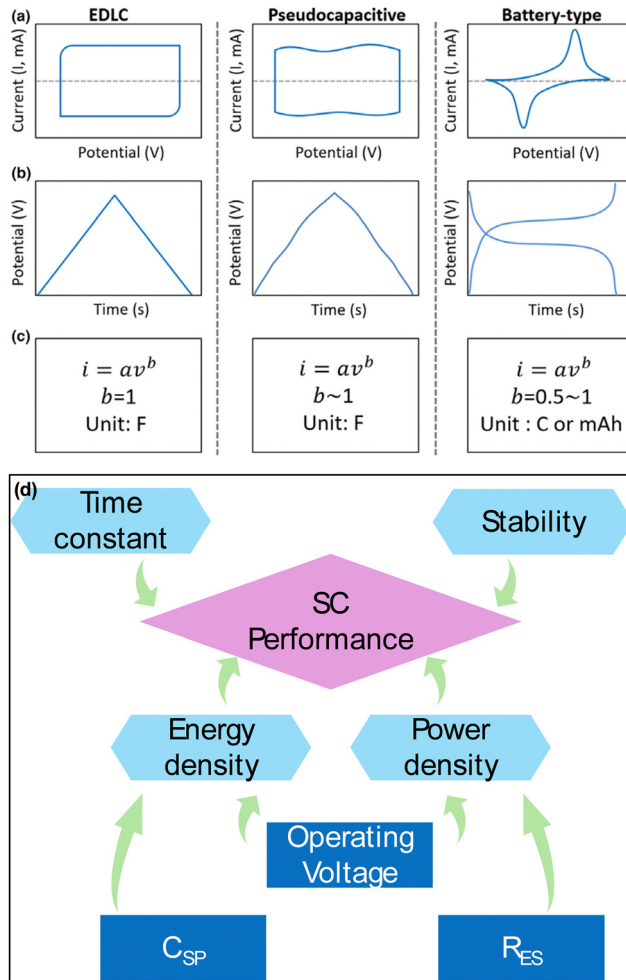 (a)
EDLC
Pseudocapacitive
Battery-type
Current (I, mA)
Potential (V)
Current (I, mA)
Potential (V)
Current (I, mA)
Potential (V)
(b)
Potential (V)
Time (s)
Potential (V)
Time (s)
Potential (V)
Time (s)
(c)
i = av^b
b=1
Unit: F
i = av^b
b~1
Unit: F
i = av^b
b=0.5~1
Unit : C or mAh
(d)
Time
constant
Stability
SC
Performance
Energy
density
Power
density
Operating
Voltage
C_SP
R_ES